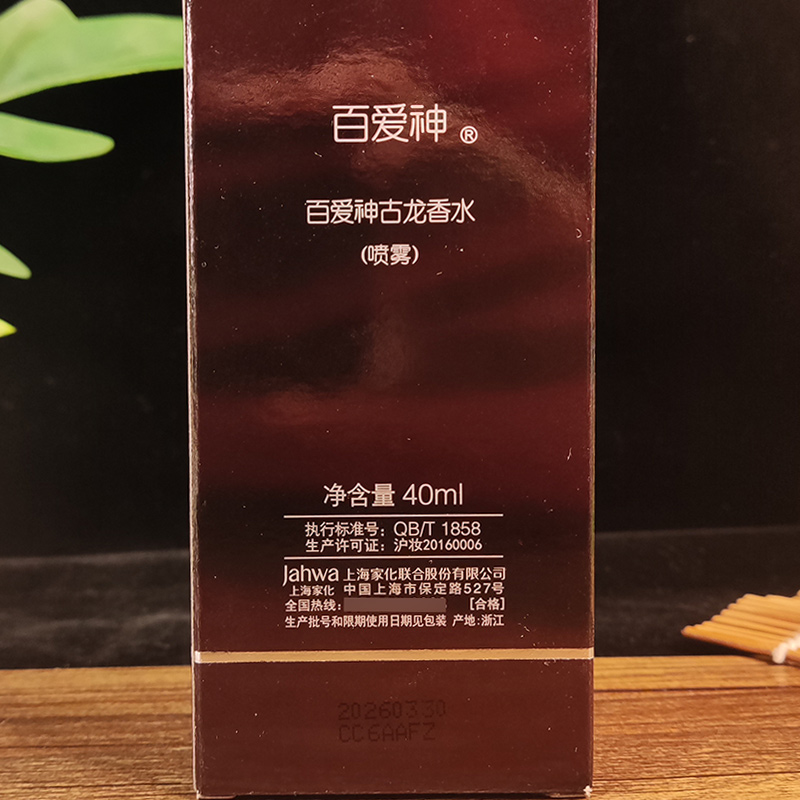 百爱神®
百爱神古龙香水
(喷雾)
净含量 40ml
执行标准号: QB/T 1858
生产许可证: 沪妆20160006
Jahwa 上海家化联合股份有限公司
上海家化 中国上海市保定路527号
全国热线: [合格]
生产批号和限期使用日期见包装 产地:浙江
20260330
CC6AAFZ